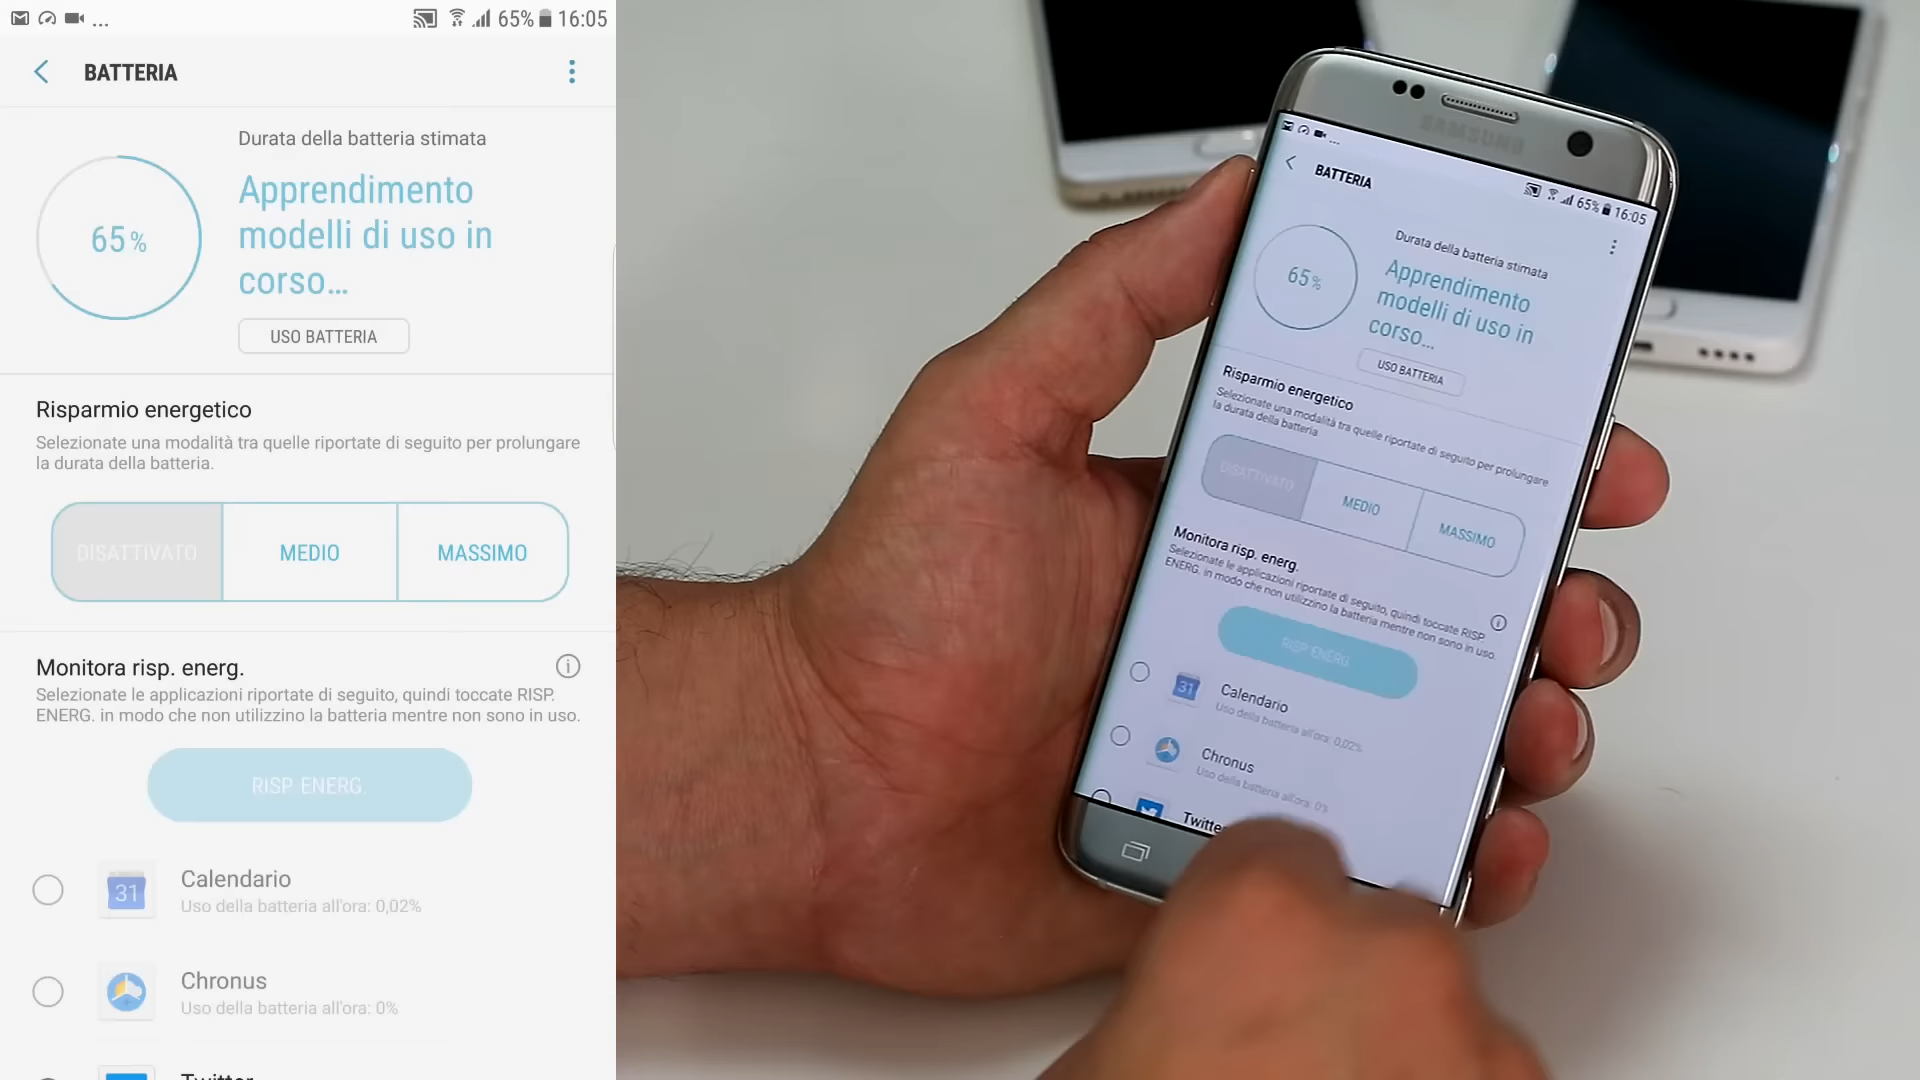 65% 16:05
BATTERIA
Durata della batteria stimata
65%
Apprendimento
modelli di uso in
corso...
USO BATTERIA
Risparmio energetico
Selezionate una modalità tra quelle riportate di seguito per prolungare
la durata della batteria.
DISATTIVATO
MEDIO
MASSIMO
Monitora risp. energ.
Selezionate le applicazioni riportate di seguito, quindi toccate RISP.
ENERG. in modo che non utilizzino la batteria mentre non sono in uso.
RISP. ENERG.
31
Calendario
Uso della batteria all'ora: 0,02%
Chronus
Uso della batteria all'ora: 0%
Twitter
SAMSUNG
65% 16:05
BATTERIA
Durata della batteria stimata
65%
Apprendimento
modelli di uso in
corso...
USO BATTERIA
Risparmio energetico
Selezionate una modalità tra quelle riportate di seguito per prolungare
la durata della batteria
DISATTIVATO
MEDIO
MASSIMO
Monitora risp. energ.
Selezionate le applicazioni riportate di seguito, quindi toccate RISP
ENERG. in modo che non utilizzino la batteria mentre non sono in uso.
RISP ENERG.
31
Calendario
Uso della batteria all'ora: 0,02%
Chronus
Uso della batteria all'ora: 0%
Twitter